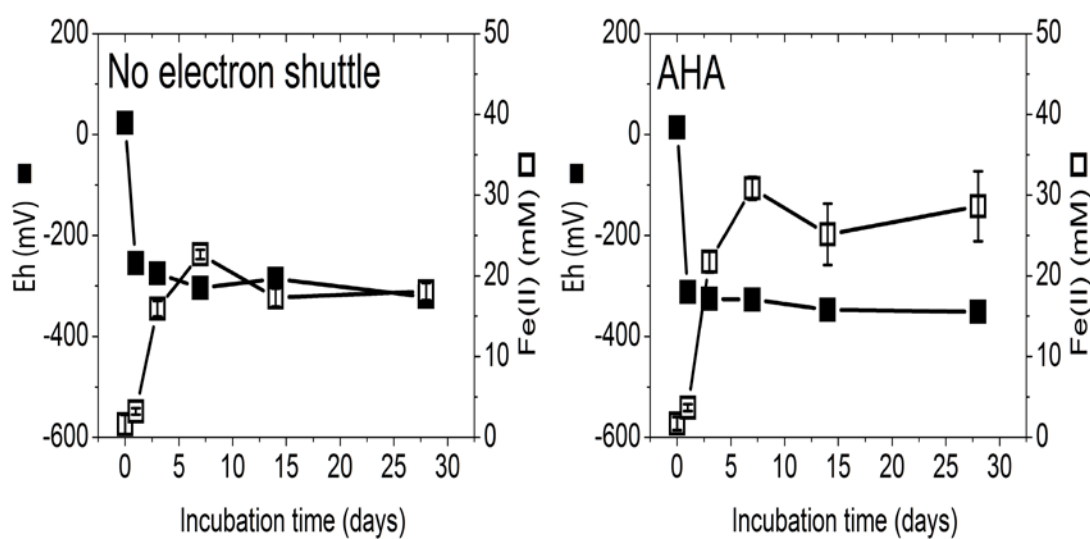 No electron shuttle
Eh (mV)
200
0
-200
-400
-600
50
40
30
20
10
0
Fe(II) (mM)
0 5 10 15 20 25 30
Incubation time (days)
AHA
Eh (mV)
200
0
-200
-400
-600
50
40
30
20
10
0
Fe(II) (mM)
0 5 10 15 20 25 30
Incubation time (days)